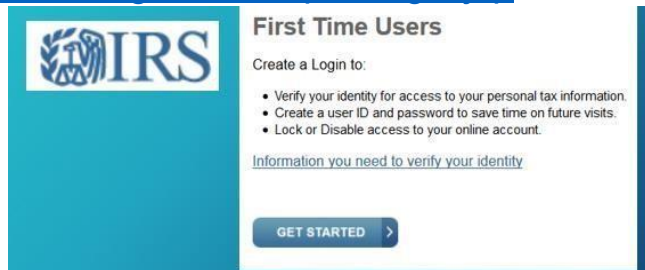 First Time Users
IRS
Create a Login to:
• Verify your identity for access to your personal tax information.
• Create a user ID and password to save time on future visits.
• Lock or Disable access to your online account.
Information you need to verify your identity
GET STARTED >